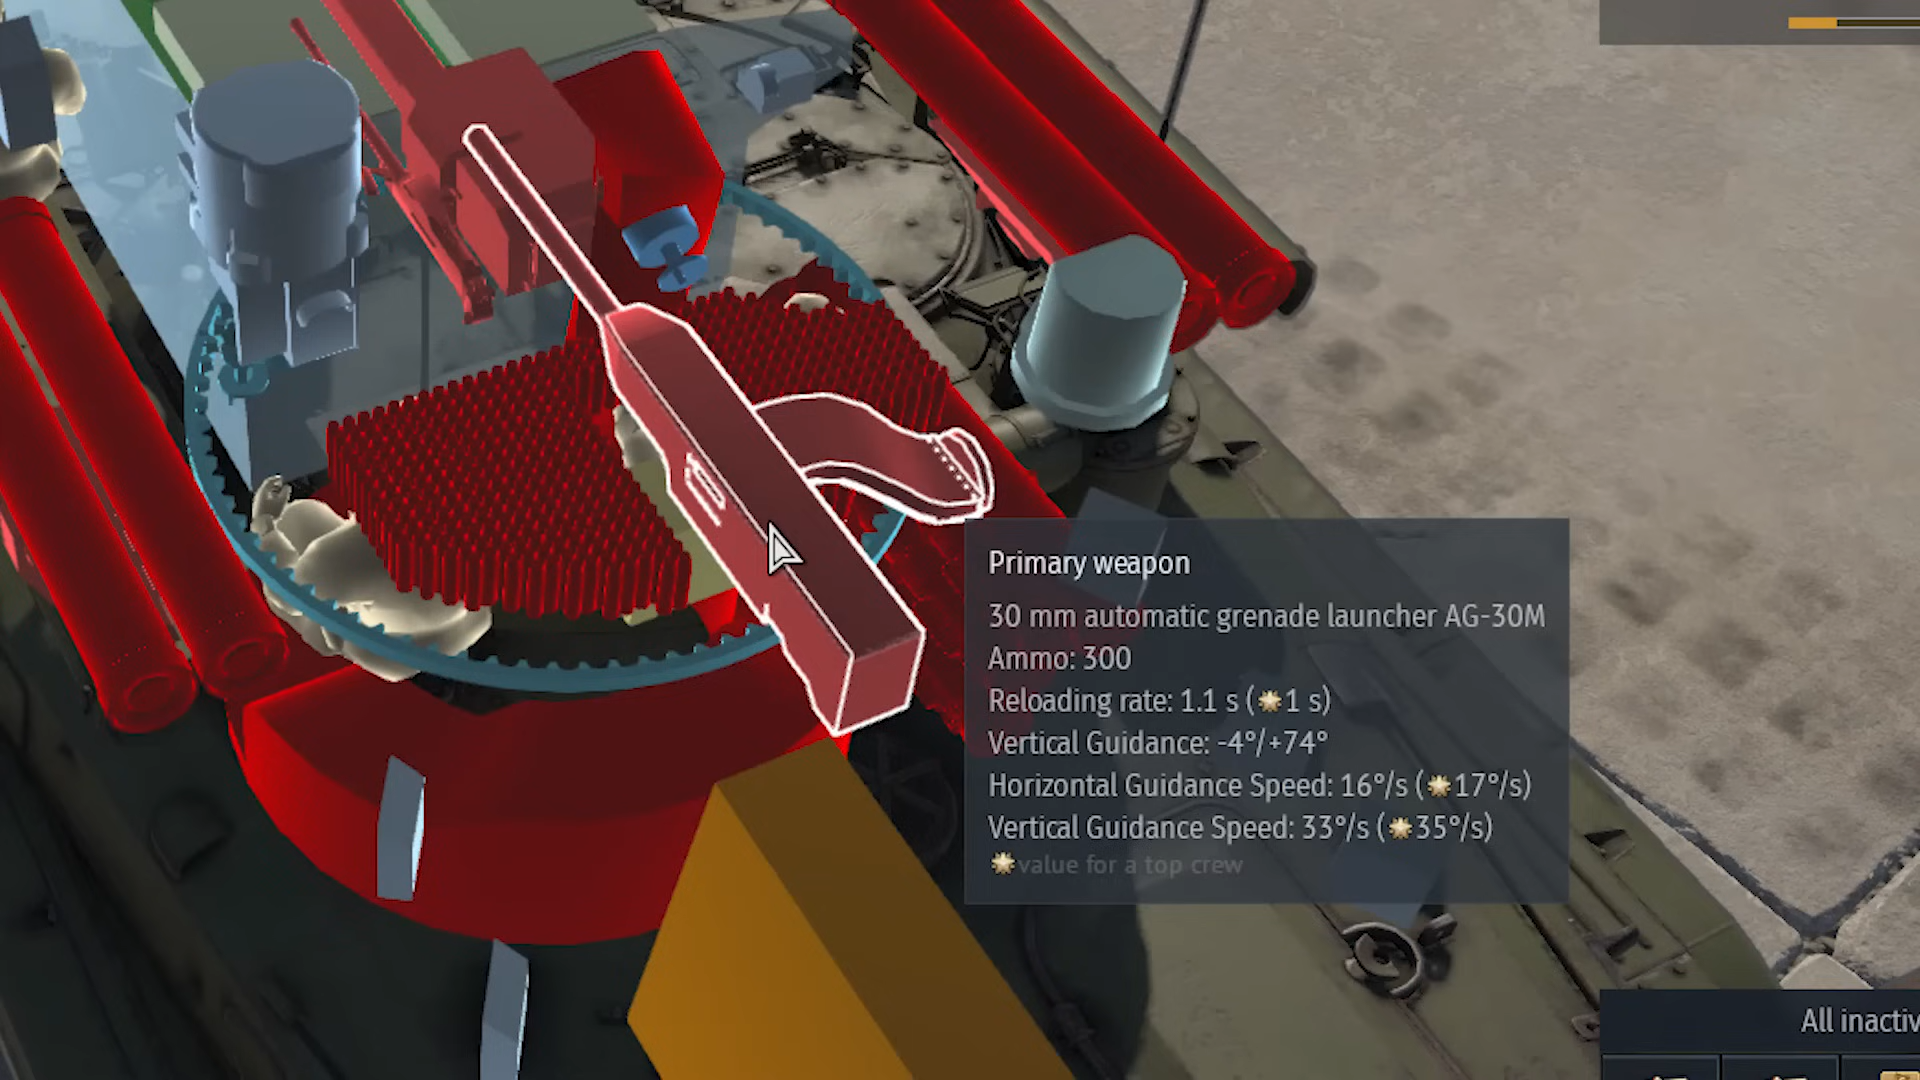 Primary weapon
30 mm automatic grenade launcher AG-30M
Ammo: 300
Reloading rate: 1.1 s (1 s)
Vertical Guidance: -4°/+74°
Horizontal Guidance Speed: 16°/s (17°/s)
Vertical Guidance Speed: 33°/s (35°/s)
value for a top crew
All inactiv